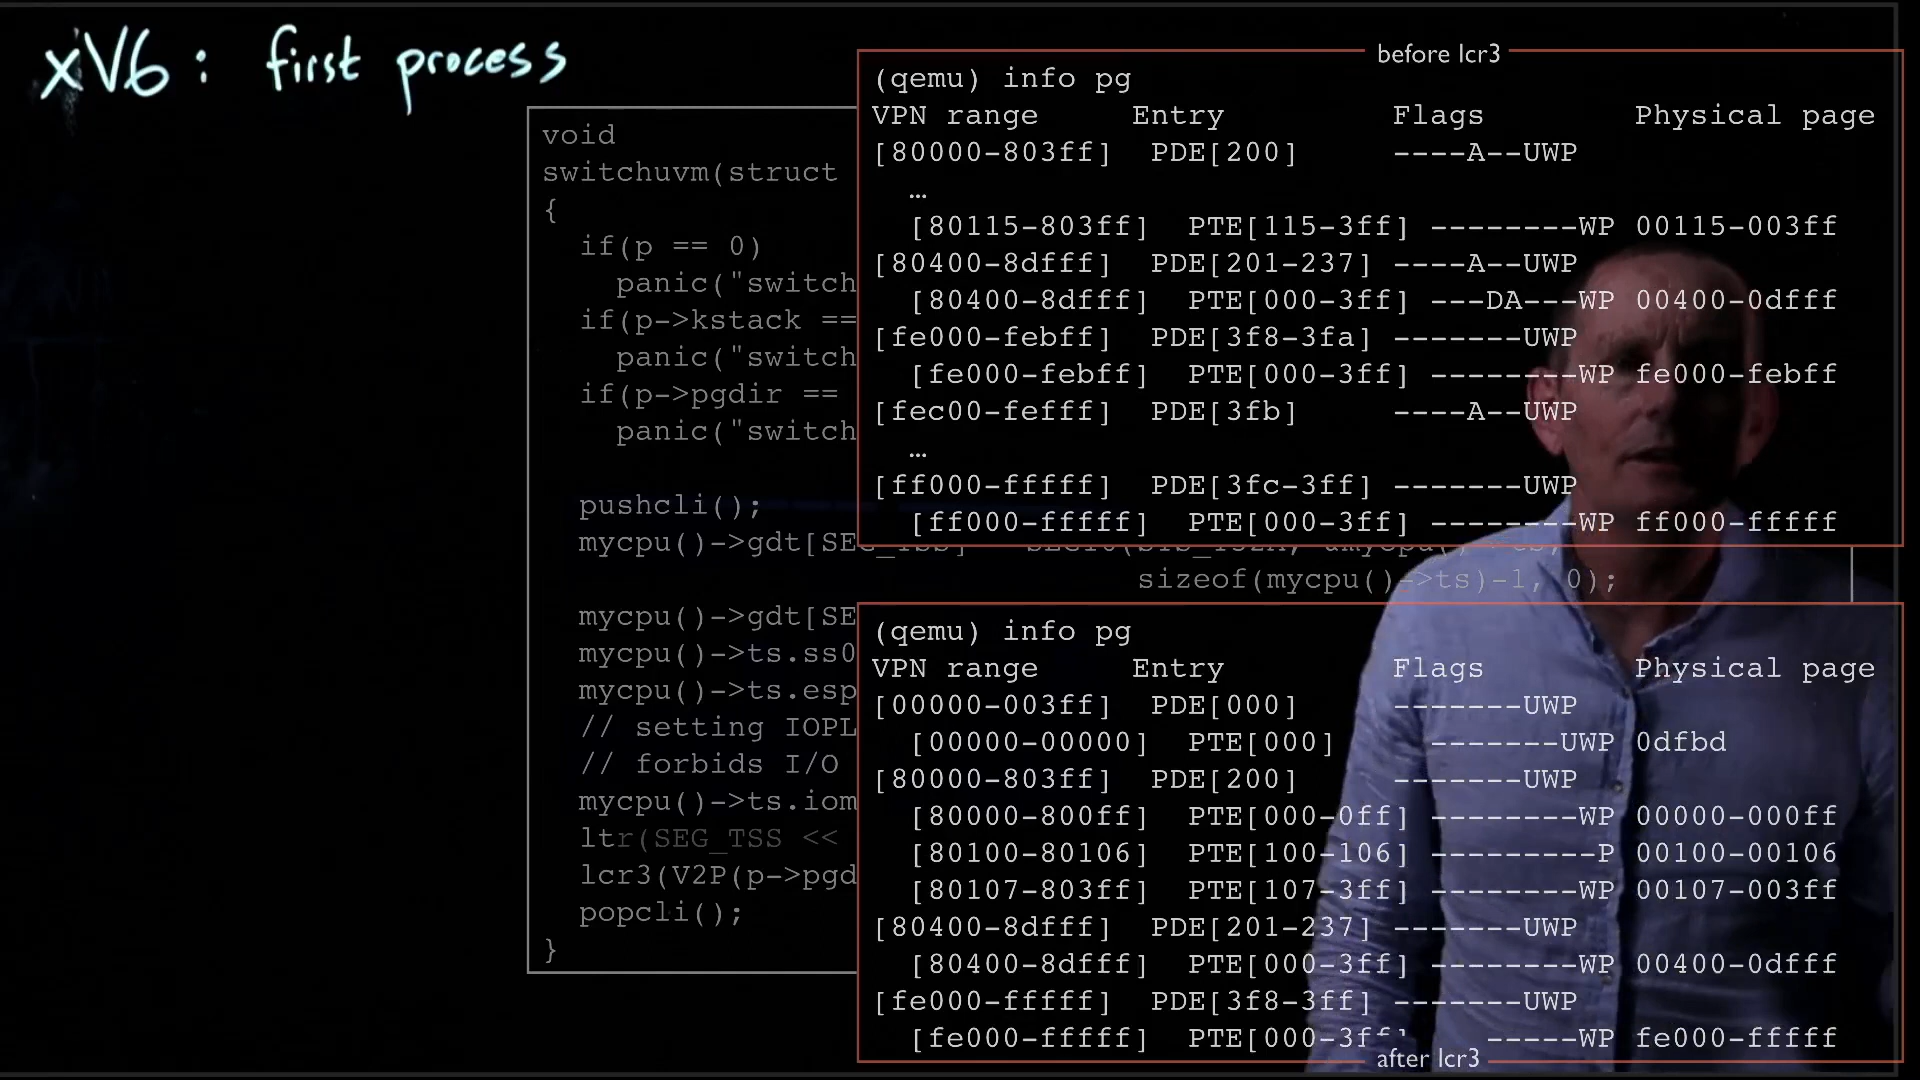 xV6: first process
void
switchuvm(struct
{
if(p == 0)
panic("switch
if(p->kstack ==
panic("switch
if(p->pgdir ==
panic("switch
pushcli();
mycpu()->gdt[SEG_TSS] =
sizeof(mycpu()->ts)-1, 0);
mycpu()->gdt[SE
mycpu()->ts.ss0
mycpu()->ts.esp
// setting IOPL
// forbids I/O
mycpu()->ts.iom
ltr(SEG_TSS <<
lcr3(V2P(p->pgd
popcli();
}
before lcr3
(qemu) info pg
VPN range Entry Flags Physical page
[80000-803ff] PDE[200] ----A--UWP
…
[80115-803ff] PTE[115-3ff] --------WP 00115-003ff
[80400-8dfff] PDE[201-237] ----A--UWP
[80400-8dfff] PTE[000-3ff] ---DA---WP 00400-0dfff
[fe000-febff] PDE[3f8-3fa] -------UWP
[fe000-febff] PTE[000-3ff] --------WP fe000-febff
[fec00-fefff] PDE[3fb] ----A--UWP
…
[ff000-fffff] PDE[3fc-3ff] -------UWP
[ff000-fffff] PTE[000-3ff] --------WP ff000-fffff
(qemu) info pg
VPN range Entry Flags Physical page
[00000-003ff] PDE[000] -------UWP
[00000-00000] PTE[000] -------UWP 0dfbd
[80000-803ff] PDE[200] -------UWP
[80000-800ff] PTE[000-0ff] --------WP 00000-000ff
[80100-80106] PTE[100-106] ---------P 00100-00106
[80107-803ff] PTE[107-3ff] --------WP 00107-003ff
[80400-8dfff] PDE[201-237] -------UWP
[80400-8dfff] PTE[000-3ff] --------WP 00400-0dfff
[fe000-fffff] PDE[3f8-3ff] -------UWP
[fe000-fffff] PTE[000-3f -----WP fe000-fffff
after lcr3